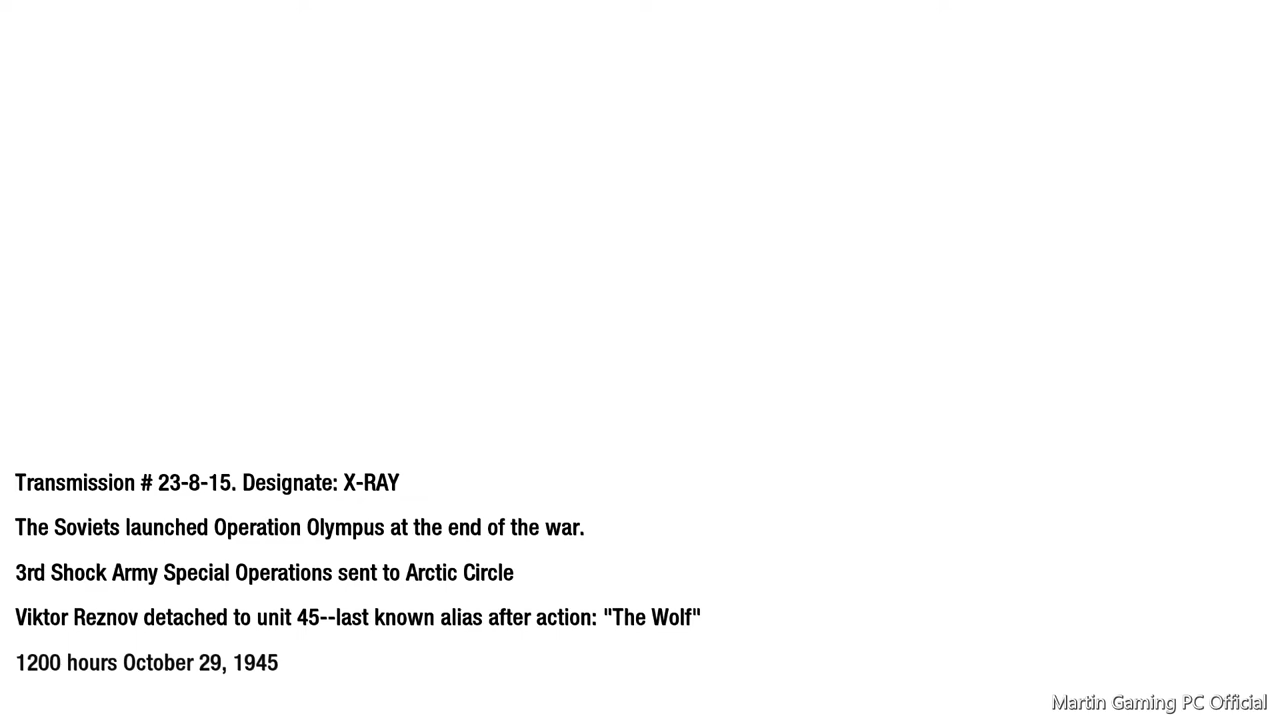 Transmission # 23-8-15. Designate: X-RAY
The Soviets launched Operation Olympus at the end of the war.
3rd Shock Army Special Operations sent to Arctic Circle
Viktor Reznov detached to unit 45--last known alias after action: "The Wolf"
1200 hours October 29, 1945
Martin Gaming PC Official